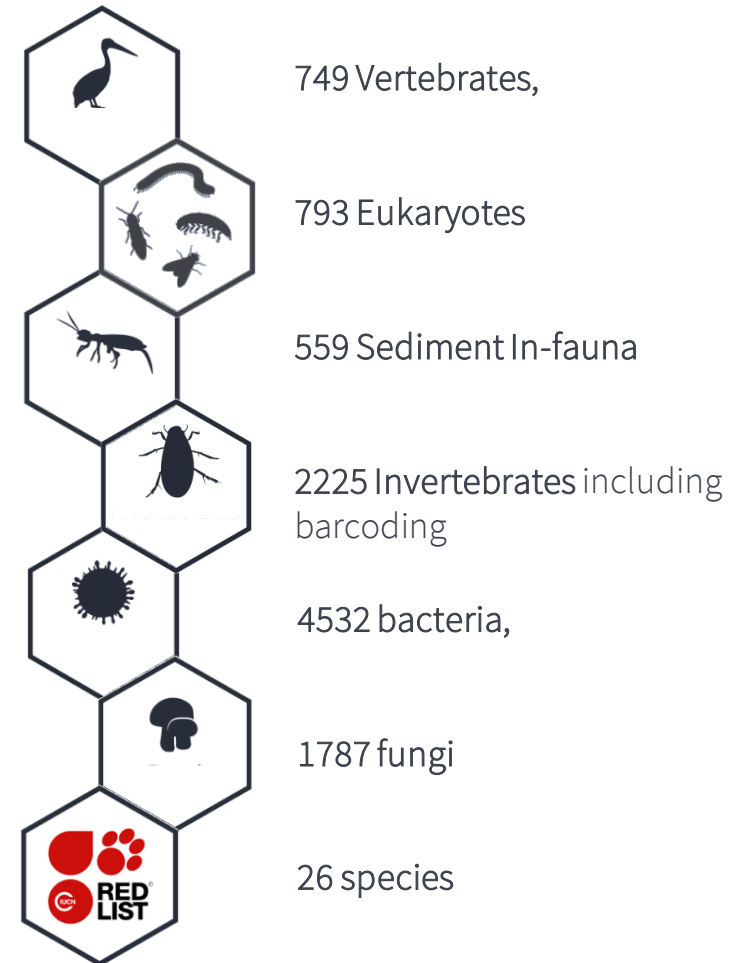 749 Vertebrates,
793 Eukaryotes
559 Sediment In-fauna
2225 Invertebrates including
barcoding
4532 bacteria,
1787 fungi
IUCN
RED
LIST
26 species